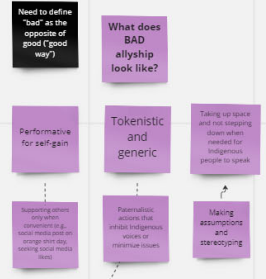 Need to define
"bad" as the
opposite of
good ("good
way")
What does
BAD
allyship
look like?
Performative
for self-gain
Tokenistic
and
generic
Taking up space
and not stepping
down when
needed for
Indigenous
people to speak
Supporting others
only when
convenient (e.g.,
social media post on
orange shirt day,
seeking social media
likes)
Paternalistic
actions that
inhibit Indigenous
voices or
minimize issues
Making
assumptions
and
stereotyping